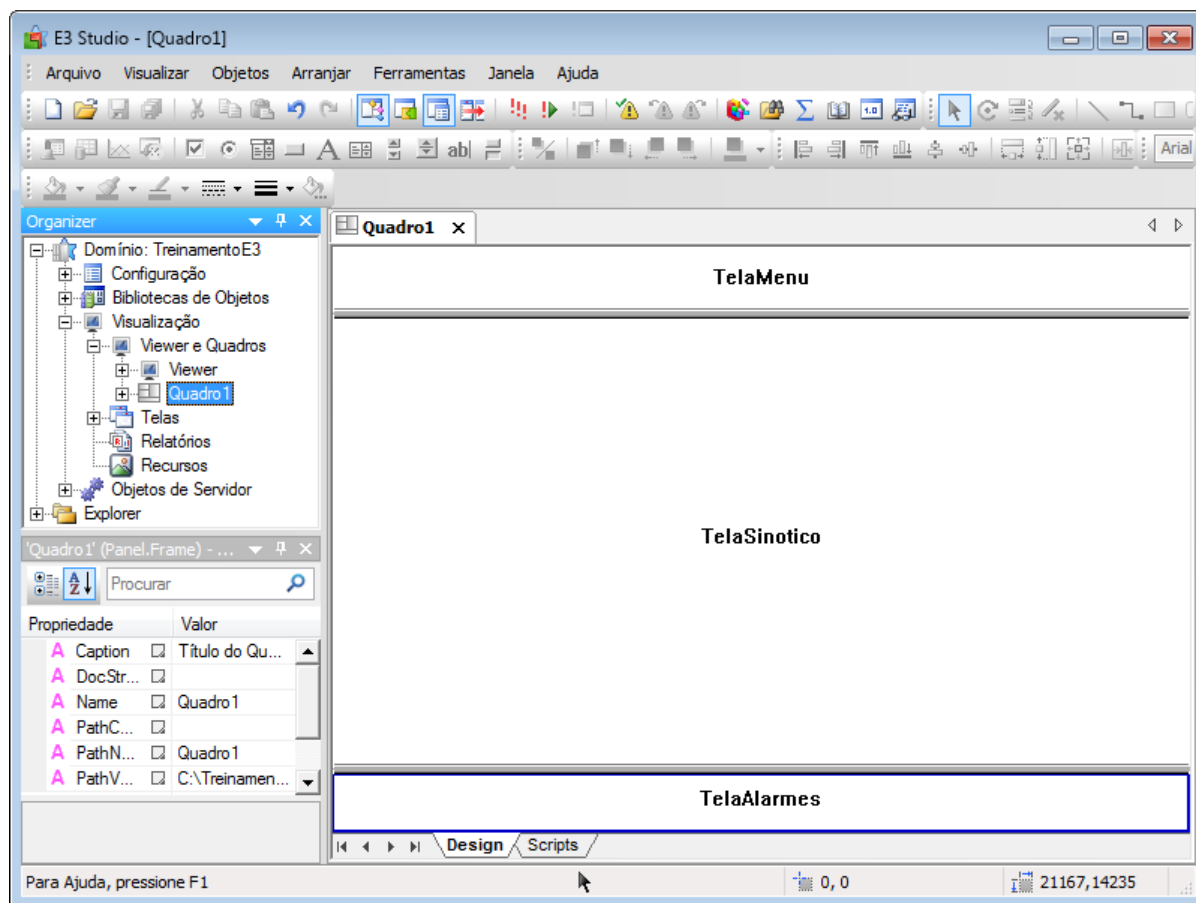 E3 Studio - [Quadro1]
Arquivo Visualizar Objetos Arranjar Ferramentas Janela Ajuda
1.0
A ab| Arial
Organizer
Quadro1
Domínio: TreinamentoE3
Configuração
Bibliotecas de Objetos
Visualização
Viewer e Quadros
Viewer
Quadro1
Telas
Relatórios
Recursos
Objetos de Servidor
Explorer
'Quadro1' (Panel.Frame) - ...
Procurar
Propriedade Valor
A Caption Título do Qu...
A DocStr...
A Name Quadro1
A PathC...
A PathN... Quadro1
A PathV... C:\Treinamen...
TelaMenu
TelaSinotico
TelaAlarmes
Design Scripts
Para Ajuda, pressione F1 0, 0 21167,14235